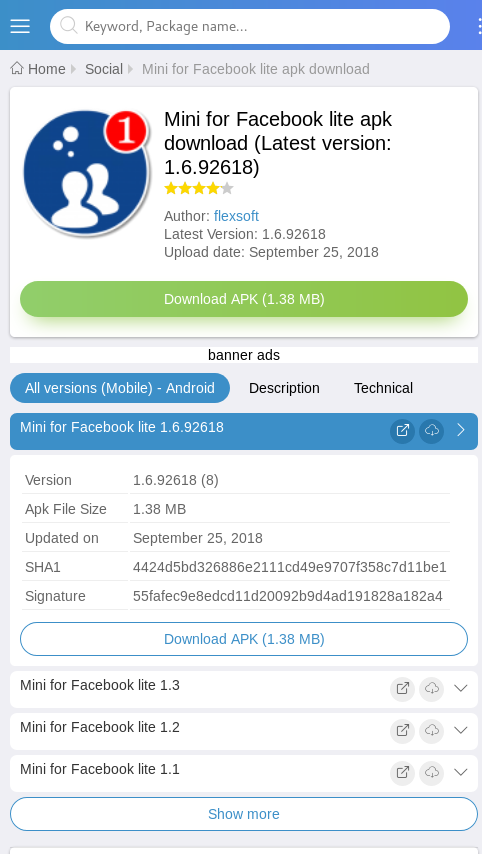 Keyword, Package name...
Home Social Mini for Facebook lite apk download
1
Mini for Facebook lite apk
download (Latest version:
1.6.92618)
Author: flexsoft
Latest Version: 1.6.92618
Upload date: September 25, 2018
Download APK (1.38 MB)
banner ads
All versions (Mobile) - Android Description Technical
Mini for Facebook lite 1.6.92618
Version 1.6.92618 (8)
Apk File Size 1.38 MB
Updated on September 25, 2018
SHA1 4424d5bd326886e2111cd49e9707f358c7d11be1
Signature 55fafec9e8edcd11d20092b9d4ad191828a182a4
Download APK (1.38 MB)
Mini for Facebook lite 1.3
Mini for Facebook lite 1.2
Mini for Facebook lite 1.1
Show more